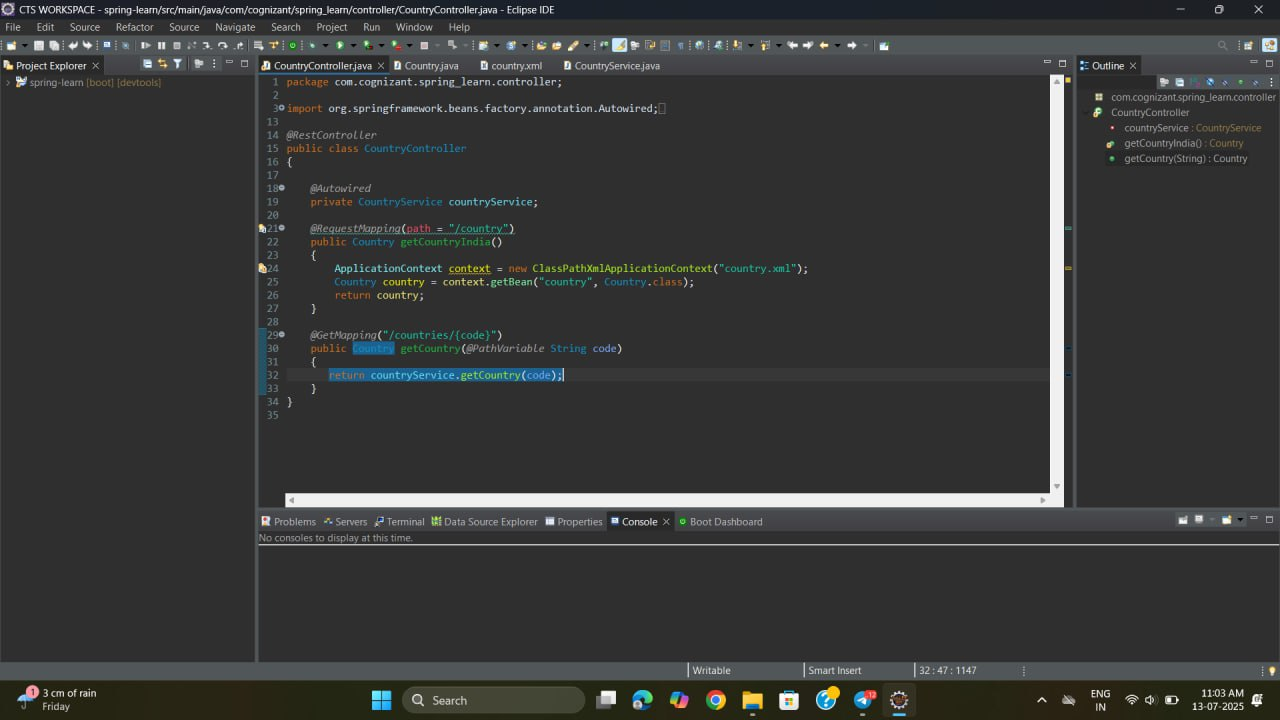 CTS WORKSPACE - spring-learn/src/main/java/com/cognizant/spring_learn/controller/CountryController.java - Eclipse IDE
File Edit Source Refactor Source Navigate Search Project Run Window Help
Project Explorer
spring-learn [boot] [devtools]
CountryController.java Country.java country.xml CountryService.java
1 package com.cognizant.spring_learn.controller;
2
3 import org.springframework.beans.factory.annotation.Autowired;
13
14 @RestController
15 public class CountryController
16 {
17
18 @Autowired
19 private CountryService countryService;
20
21 @RequestMapping(path = "/country")
22 public Country getCountryIndia()
23 {
24 ApplicationContext context = new ClassPathXmlApplicationContext("country.xml");
25 Country country = context.getBean("country", Country.class);
26 return country;
27 }
28
29 @GetMapping("/countries/{code}")
30 public Country getCountry(@PathVariable String code)
31 {
32 return countryService.getCountry(code);
33 }
34 }
35
Outline
com.cognizant.spring_learn.controller
CountryController
countryService : CountryService
getCountryIndia() : Country
getCountry(String) : Country
Problems Servers Terminal Data Source Explorer Properties Console Boot Dashboard
No consoles to display at this time.
Writable Smart Insert 32 : 47 : 1147
1
3 cm of rain
Friday
Search
12
ENG
IN
11:03 AM
13-07-2025